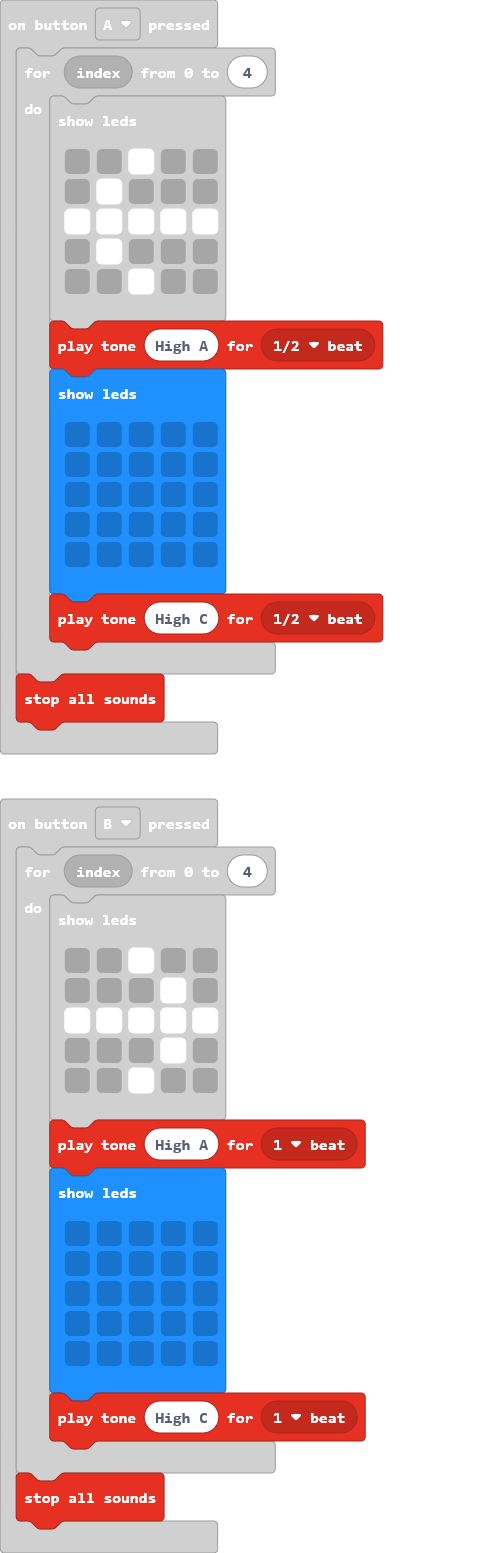 on button A pressed
for index from 0 to 4
do
show leds
play tone High A for 1/2 beat
show leds
play tone High C for 1/2 beat
stop all sounds
on button B pressed
for index from 0 to 4
do
show leds
play tone High A for 1 beat
show leds
play tone High C for 1 beat
stop all sounds